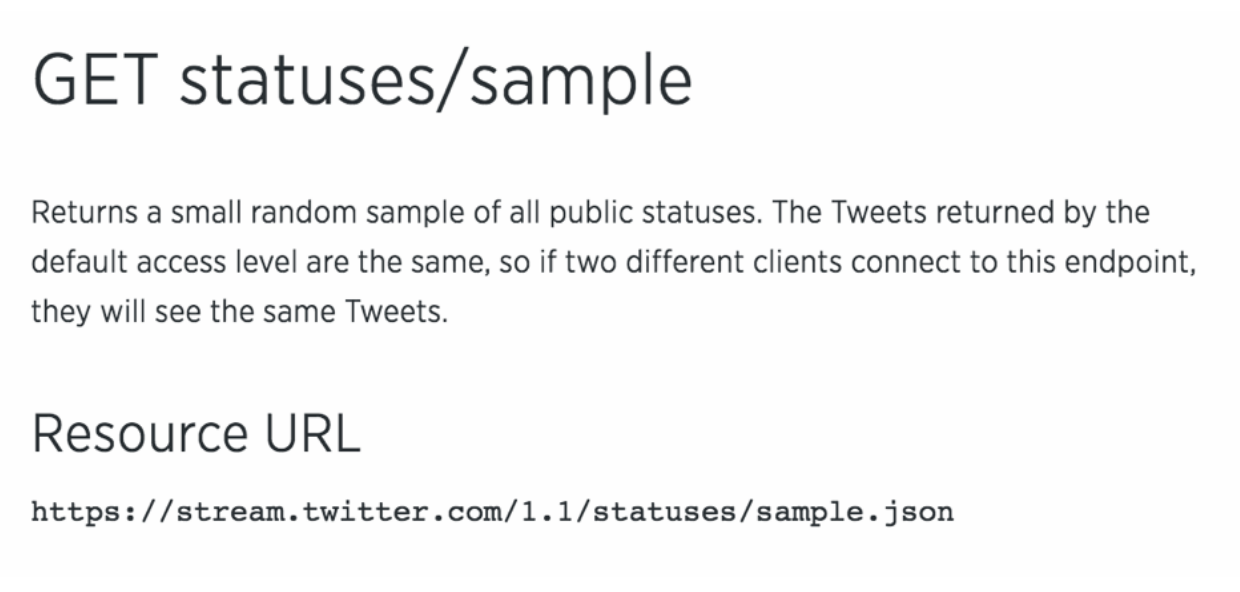 GET statuses/sample
Returns a small random sample of all public statuses. The Tweets returned by the
default access level are the same, so if two different clients connect to this endpoint,
they will see the same Tweets.
Resource URL
https://stream.twitter.com/1.1/statuses/sample.json